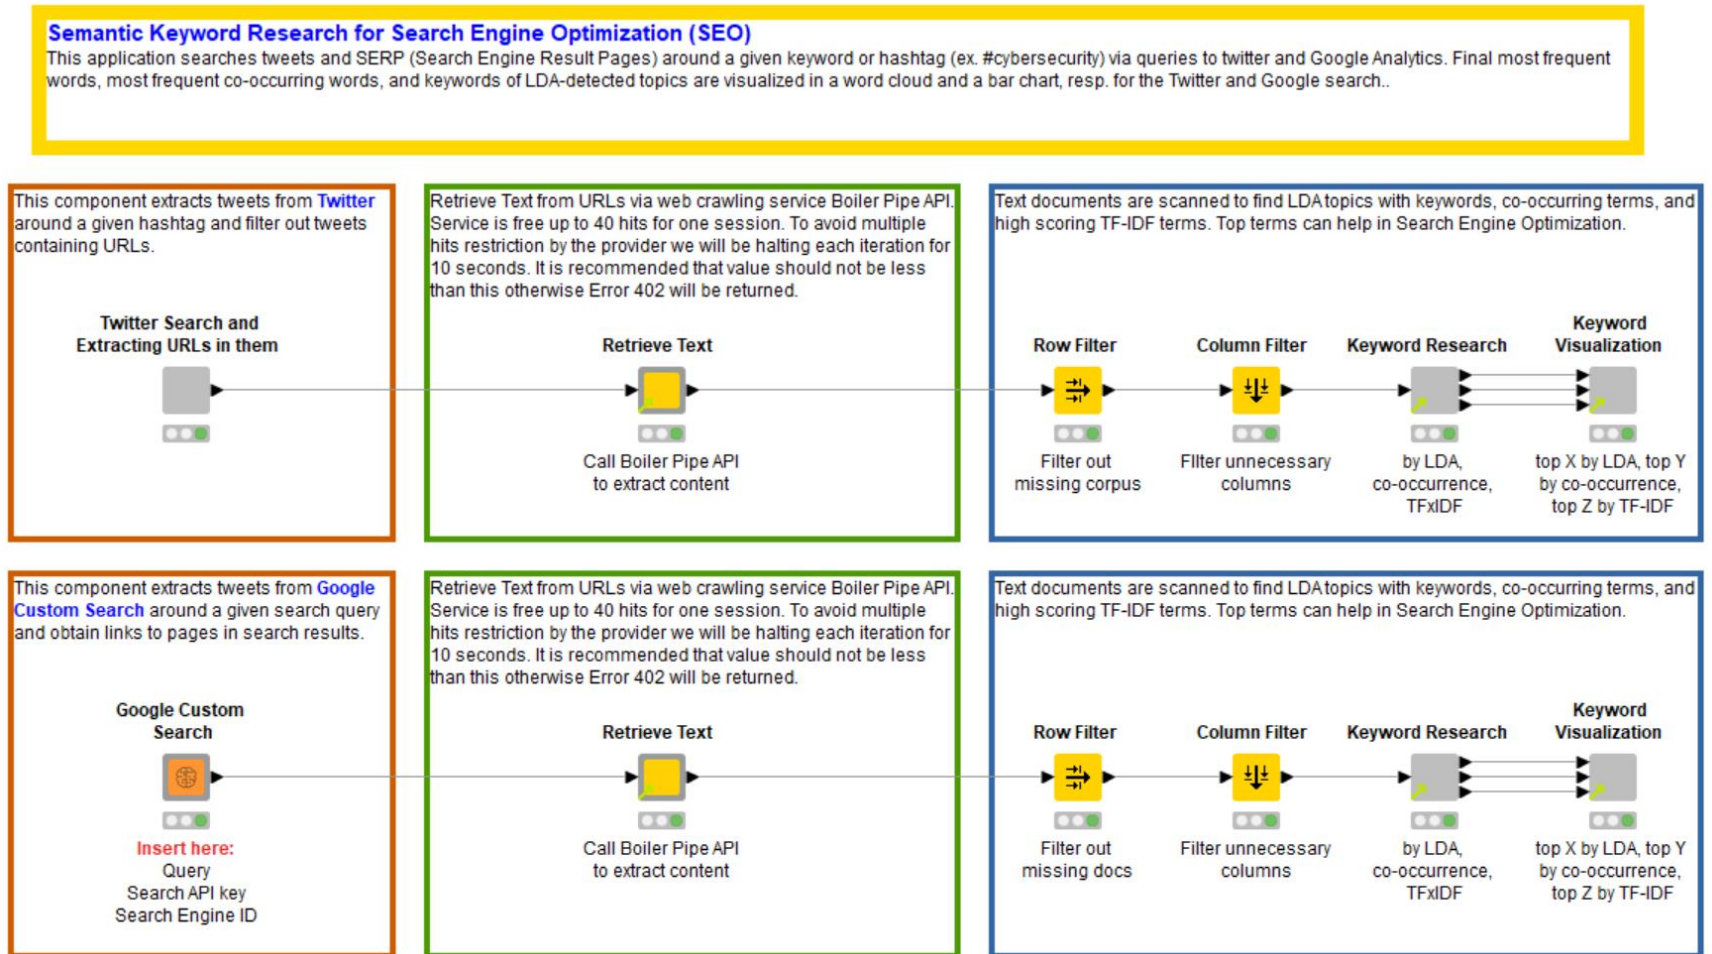 Semantic Keyword Research for Search Engine Optimization (SEO)
This application searches tweets and SERP (Search Engine Result Pages) around a given keyword or hashtag (ex. #cybersecurity) via queries to twitter and Google Analytics. Final most frequent
words, most frequent co-occurring words, and keywords of LDA-detected topics are visualized in a word cloud and a bar chart, resp. for the Twitter and Google search..
This component extracts tweets from Twitter
around a given hashtag and filter out tweets
containing URLs.
Twitter Search and
Extracting URLs in them
Retrieve Text from URLs via web crawling service Boiler Pipe API.
Service is free up to 40 hits for one session. To avoid multiple
hits restriction by the provider we will be halting each iteration for
10 seconds. It is recommended that value should not be less
than this otherwise Error 402 will be returned.
Retrieve Text
Call Boiler Pipe API
to extract content
Text documents are scanned to find LDA topics with keywords, co-occurring terms, and
high scoring TF-IDF terms. Top terms can help in Search Engine Optimization.
Row Filter
Filter out
missing corpus
Column Filter
FIlter unnecessary
columns
Keyword Research
by LDA,
co-occurrence,
TFxIDF
Keyword
Visualization
top X by LDA, top Y
by co-occurrence,
top Z by TF-IDF
This component extracts tweets from Google
Custom Search around a given search query
and obtain links to pages in search results.
Google Custom
Search
Insert here:
Query
Search API key
Search Engine ID
Retrieve Text from URLs via web crawling service Boiler Pipe API.
Service is free up to 40 hits for one session. To avoid multiple
hits restriction by the provider we will be halting each iteration for
10 seconds. It is recommended that value should not be less
than this otherwise Error 402 will be returned.
Retrieve Text
Call Boiler Pipe API
to extract content
Text documents are scanned to find LDA topics with keywords, co-occurring terms, and
high scoring TF-IDF terms. Top terms can help in Search Engine Optimization.
Row Filter
Filter out
missing docs
Column Filter
Filter unnecessary
columns
Keyword Research
by LDA,
co-occurrence,
TFxIDF
Keyword
Visualization
top X by LDA, top Y
by co-occurrence,
top Z by TF-IDF